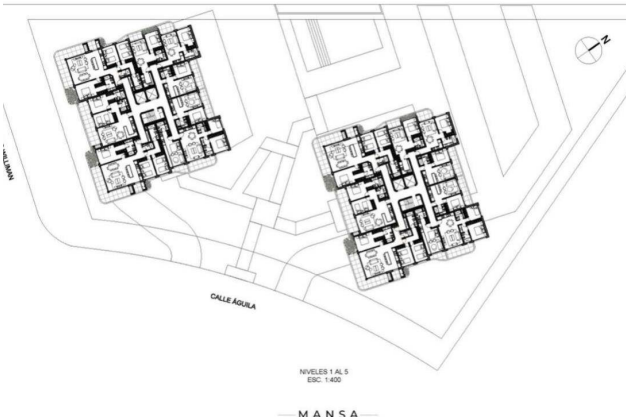 N
CALLE ÁGUILA
NIVELES 1 AL 5
ESC. 1:400
MANSA